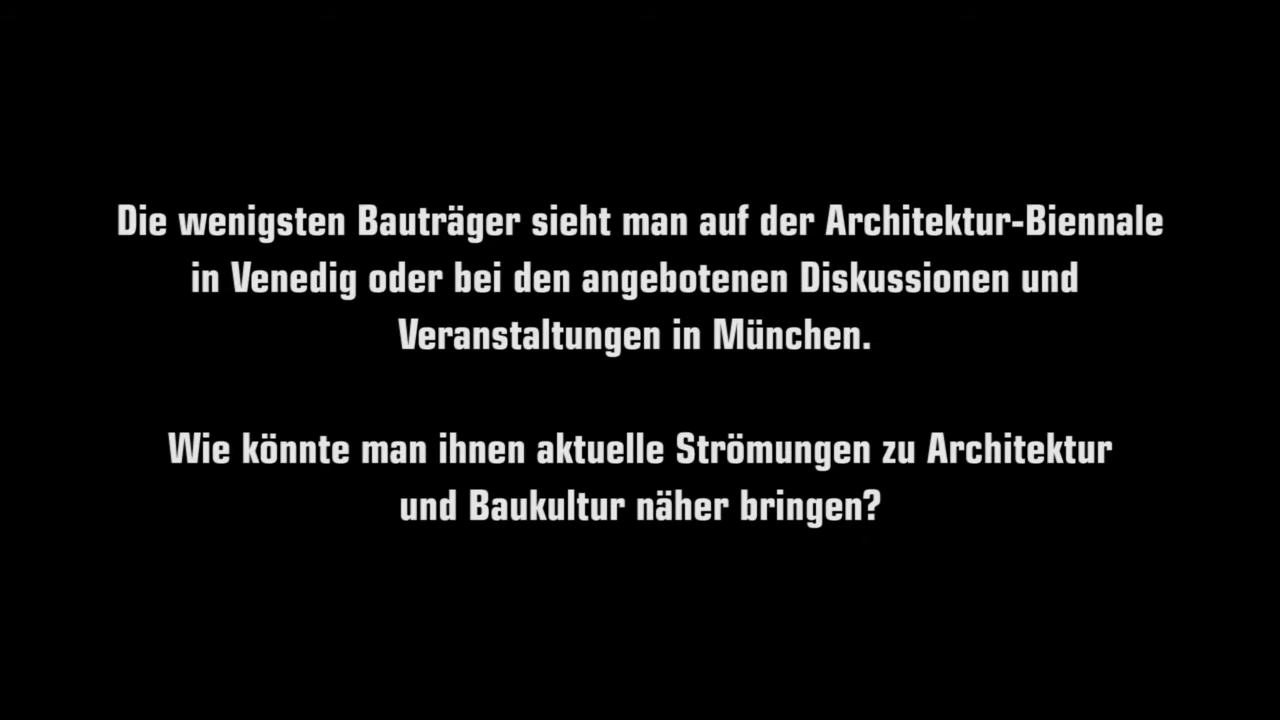 Die wenigsten Bauträger sieht man auf der Architektur-Biennale
in Venedig oder bei den angebotenen Diskussionen und
Veranstaltungen in München.
Wie könnte man ihnen aktuelle Strömungen zu Architektur
und Baukultur näher bringen?